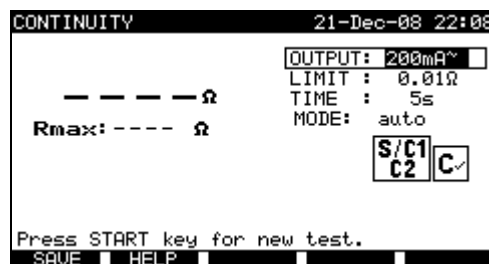 CONTINUITY 21-Dec-08 22:08
OUTPUT: 200mA~
LIMIT : 0.01Ω
TIME : 5s
MODE: auto
– – – – Ω
Rmax:---- Ω
S/C1
C2
C✓
Press START key for new test.
SAVE HELP